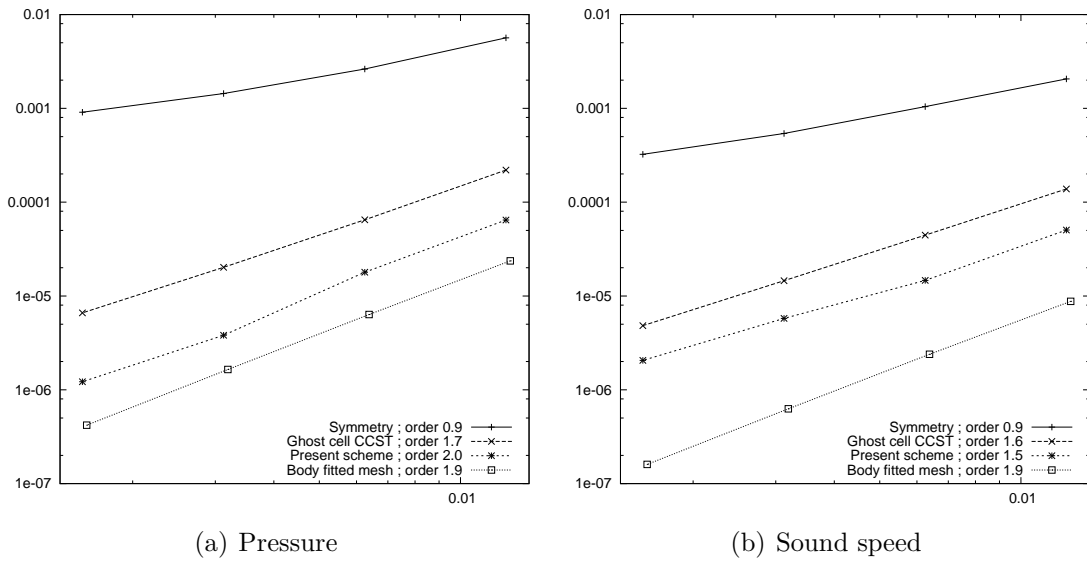 0.01
0.001
0.0001
1e-05
1e-06
1e-07
0.01
Symmetry ; order 0.9
Ghost cell CCST ; order 1.7
Present scheme ; order 2.0
Body fitted mesh ; order 1.9
(a) Pressure
0.01
0.001
0.0001
1e-05
1e-06
1e-07
0.01
Symmetry ; order 0.9
Ghost cell CCST ; order 1.6
Present scheme ; order 1.5
Body fitted mesh ; order 1.9
(b) Sound speed